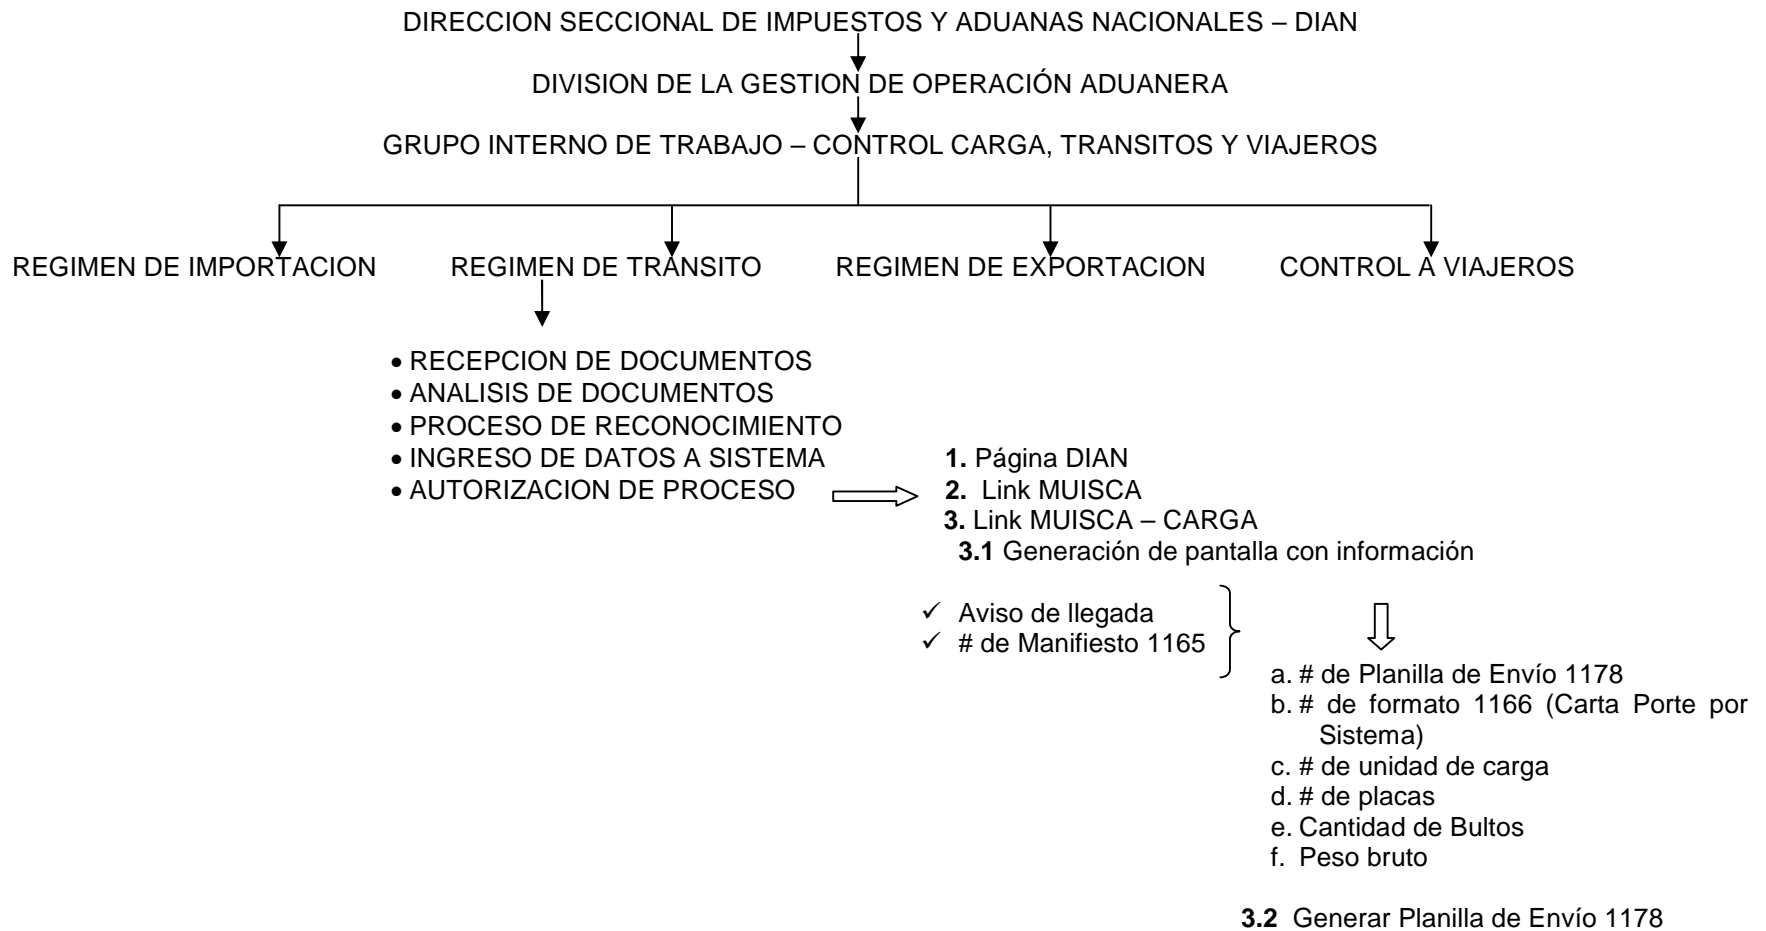 DIRECCION SECCIONAL DE IMPUESTOS Y ADUANAS NACIONALES – DIAN
DIVISION DE LA GESTION DE OPERACIÓN ADUANERA
GRUPO INTERNO DE TRABAJO – CONTROL CARGA, TRANSITOS Y VIAJEROS
REGIMEN DE IMPORTACION REGIMEN DE TRANSITO REGIMEN DE EXPORTACION CONTROL A VIAJEROS
• RECEPCION DE DOCUMENTOS
• ANALISIS DE DOCUMENTOS
• PROCESO DE RECONOCIMIENTO
• INGRESO DE DATOS A SISTEMA
• AUTORIZACION DE PROCESO
1. Página DIAN
2. Link MUISCA
3. Link MUISCA – CARGA
3.1 Generación de pantalla con información
✓ Aviso de llegada
✓ # de Manifiesto 1165
a. # de Planilla de Envío 1178
b. # de formato 1166 (Carta Porte por
Sistema)
c. # de unidad de carga
d. # de placas
e. Cantidad de Bultos
f. Peso bruto
3.2 Generar Planilla de Envío 1178